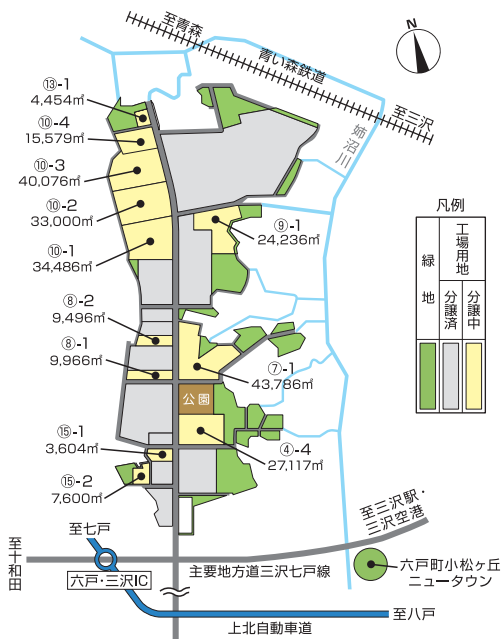 至青森
青い森鉄道
至三沢
N
姉沼川
⑬-1
4,454㎡
⑩-4
15,579㎡
⑩-3
40,076㎡
⑩-2
33,000㎡
⑩-1
34,486㎡
⑨-1
24,236㎡
⑧-2
9,496㎡
⑧-1
9,966㎡
⑦-1
43,786㎡
公園
⑮-1
3,604㎡
④-4
27,117㎡
⑮-2
7,600㎡
凡例
緑地
工場用地
分譲済
分譲中
至三沢駅・
三沢空港
至七戸
至十和田
六戸・三沢IC
主要地方道三沢七戸線
六戸町小松ヶ丘
ニュータウン
至八戸
上北自動車道